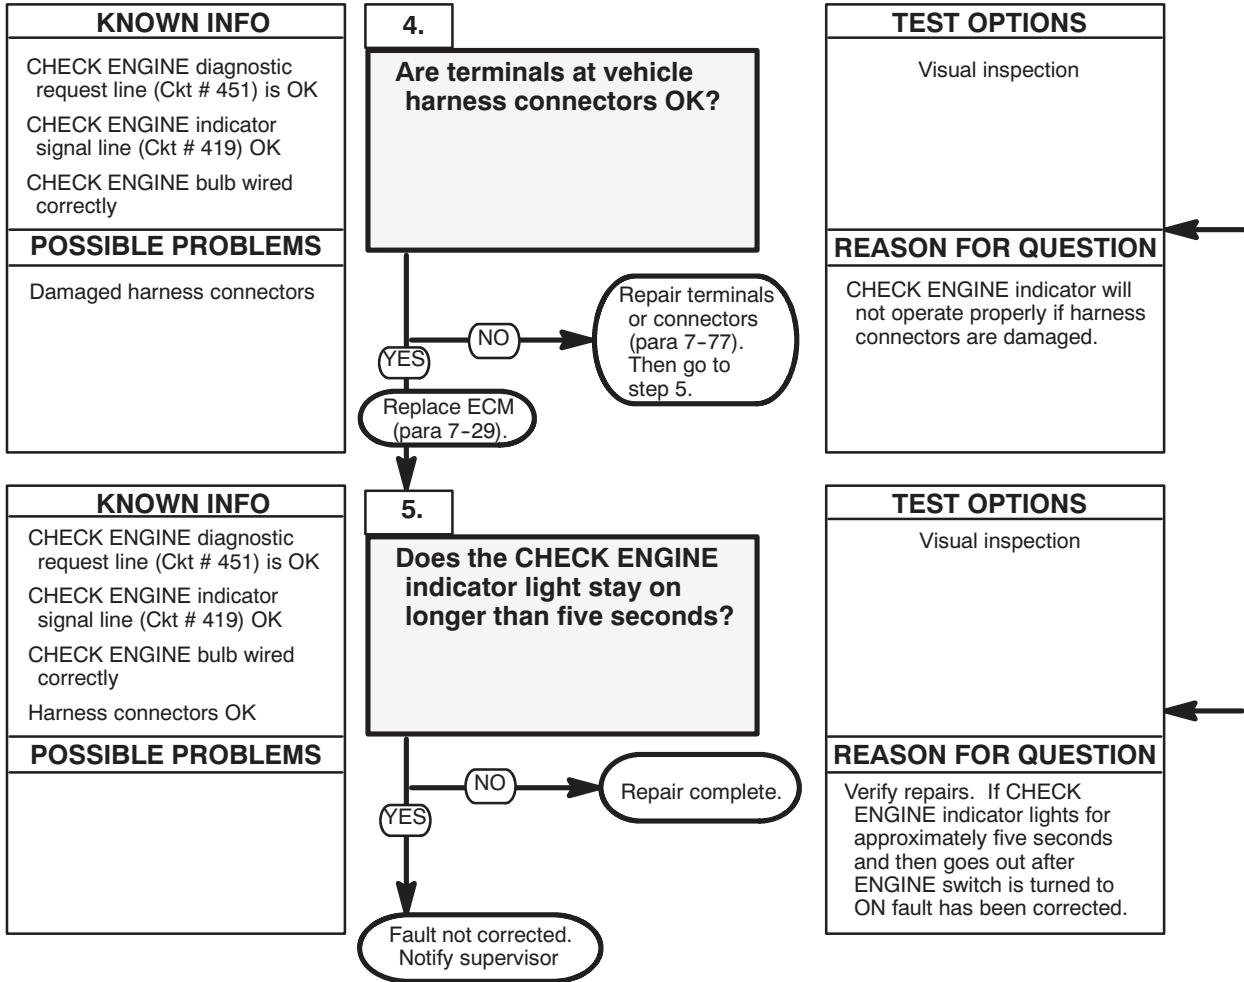 KNOWN INFO
CHECK ENGINE diagnostic
request line (Ckt # 451) is OK
CHECK ENGINE indicator
signal line (Ckt # 419) OK
CHECK ENGINE bulb wired
correctly
POSSIBLE PROBLEMS
Damaged harness connectors
4.
Are terminals at vehicle
harness connectors OK?
TEST OPTIONS
Visual inspection
REASON FOR QUESTION
CHECK ENGINE indicator will
not operate properly if harness
connectors are damaged.
NO
Repair terminals
or connectors
(para 7-77).
Then go to
step 5.
YES
Replace ECM
(para 7-29).
KNOWN INFO
CHECK ENGINE diagnostic
request line (Ckt # 451) is OK
CHECK ENGINE indicator
signal line (Ckt # 419) OK
CHECK ENGINE bulb wired
correctly
Harness connectors OK
POSSIBLE PROBLEMS
5.
Does the CHECK ENGINE
indicator light stay on
longer than five seconds?
TEST OPTIONS
Visual inspection
REASON FOR QUESTION
Verify repairs. If CHECK
ENGINE indicator lights for
approximately five seconds
and then goes out after
ENGINE switch is turned to
ON fault has been corrected.
NO
Repair complete.
YES
Fault not corrected.
Notify supervisor